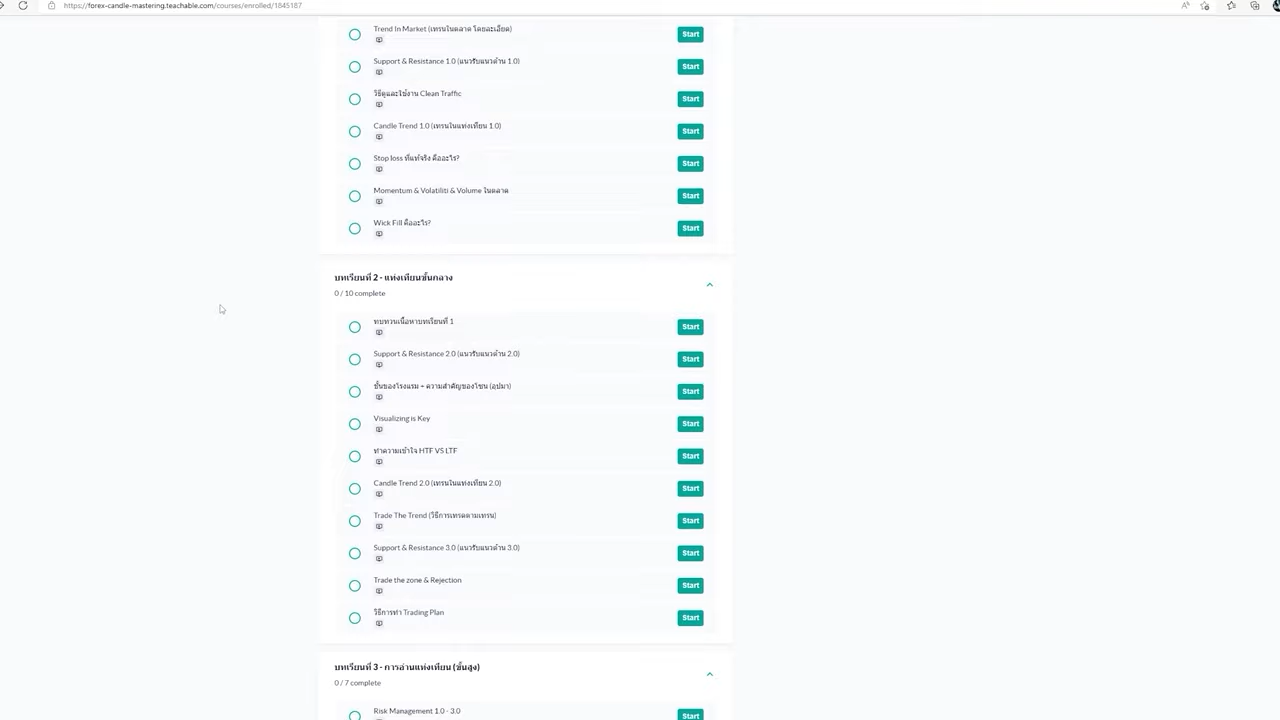 https://forex-candle-mastering.teachable.com/courses/enrolled/1845187
Trend In Market (เทรนในตลาด โดยละเอียด)
Start
Support & Resistance 1.0 (แนวรับแนวต้าน 1.0)
Start
วิธีดูและใช้งาน Clean Traffic
Start
Candle Trend 1.0 (เทรนในแท่งเทียน 1.0)
Start
Stop loss ที่แท้จริง คืออะไร?
Start
Momentum & Volatiliti & Volume ในตลาด
Start
Wick Fill คืออะไร?
Start
บทเรียนที่ 2 - แท่งเทียนขั้นกลาง
0 / 10 complete
ทบทวนเนื้อหาบทเรียนที่ 1
Start
Support & Resistance 2.0 (แนวรับแนวต้าน 2.0)
Start
ชั้นของโรงแรม + ความสำคัญของโซน (อุปมา)
Start
Visualizing is Key
Start
ทำความเข้าใจ HTF VS LTF
Start
Candle Trend 2.0 (เทรนในแท่งเทียน 2.0)
Start
Trade The Trend (วิธีการเทรดตามเทรน)
Start
Support & Resistance 3.0 (แนวรับแนวต้าน 3.0)
Start
Trade the zone & Rejection
Start
วิธีการทำ Trading Plan
Start
บทเรียนที่ 3 - การอ่านแท่งเทียน (ขั้นสูง)
0 / 7 complete
Risk Management 1.0 - 3.0
Start